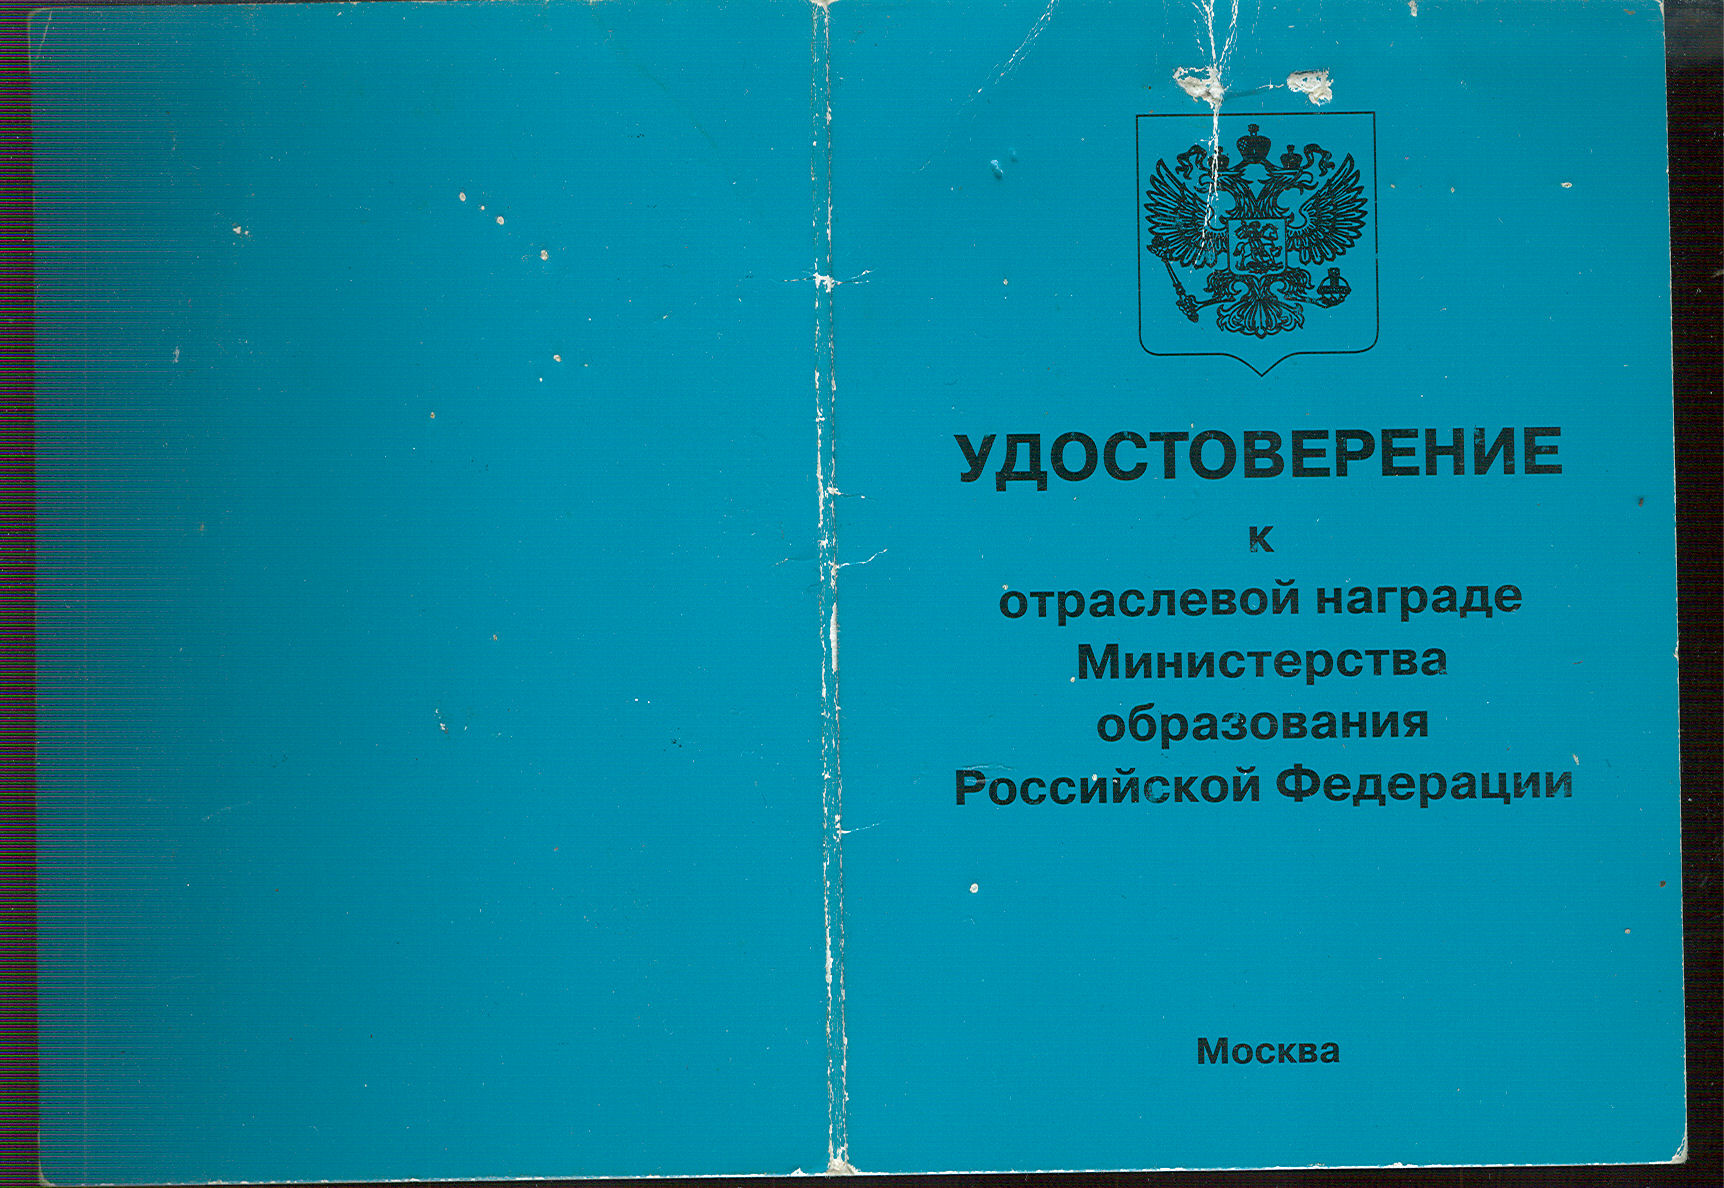 УДОСТОВЕРЕНИЕ
к
отраслевой награде
Министерства
образования
Российской Федерации
Москва